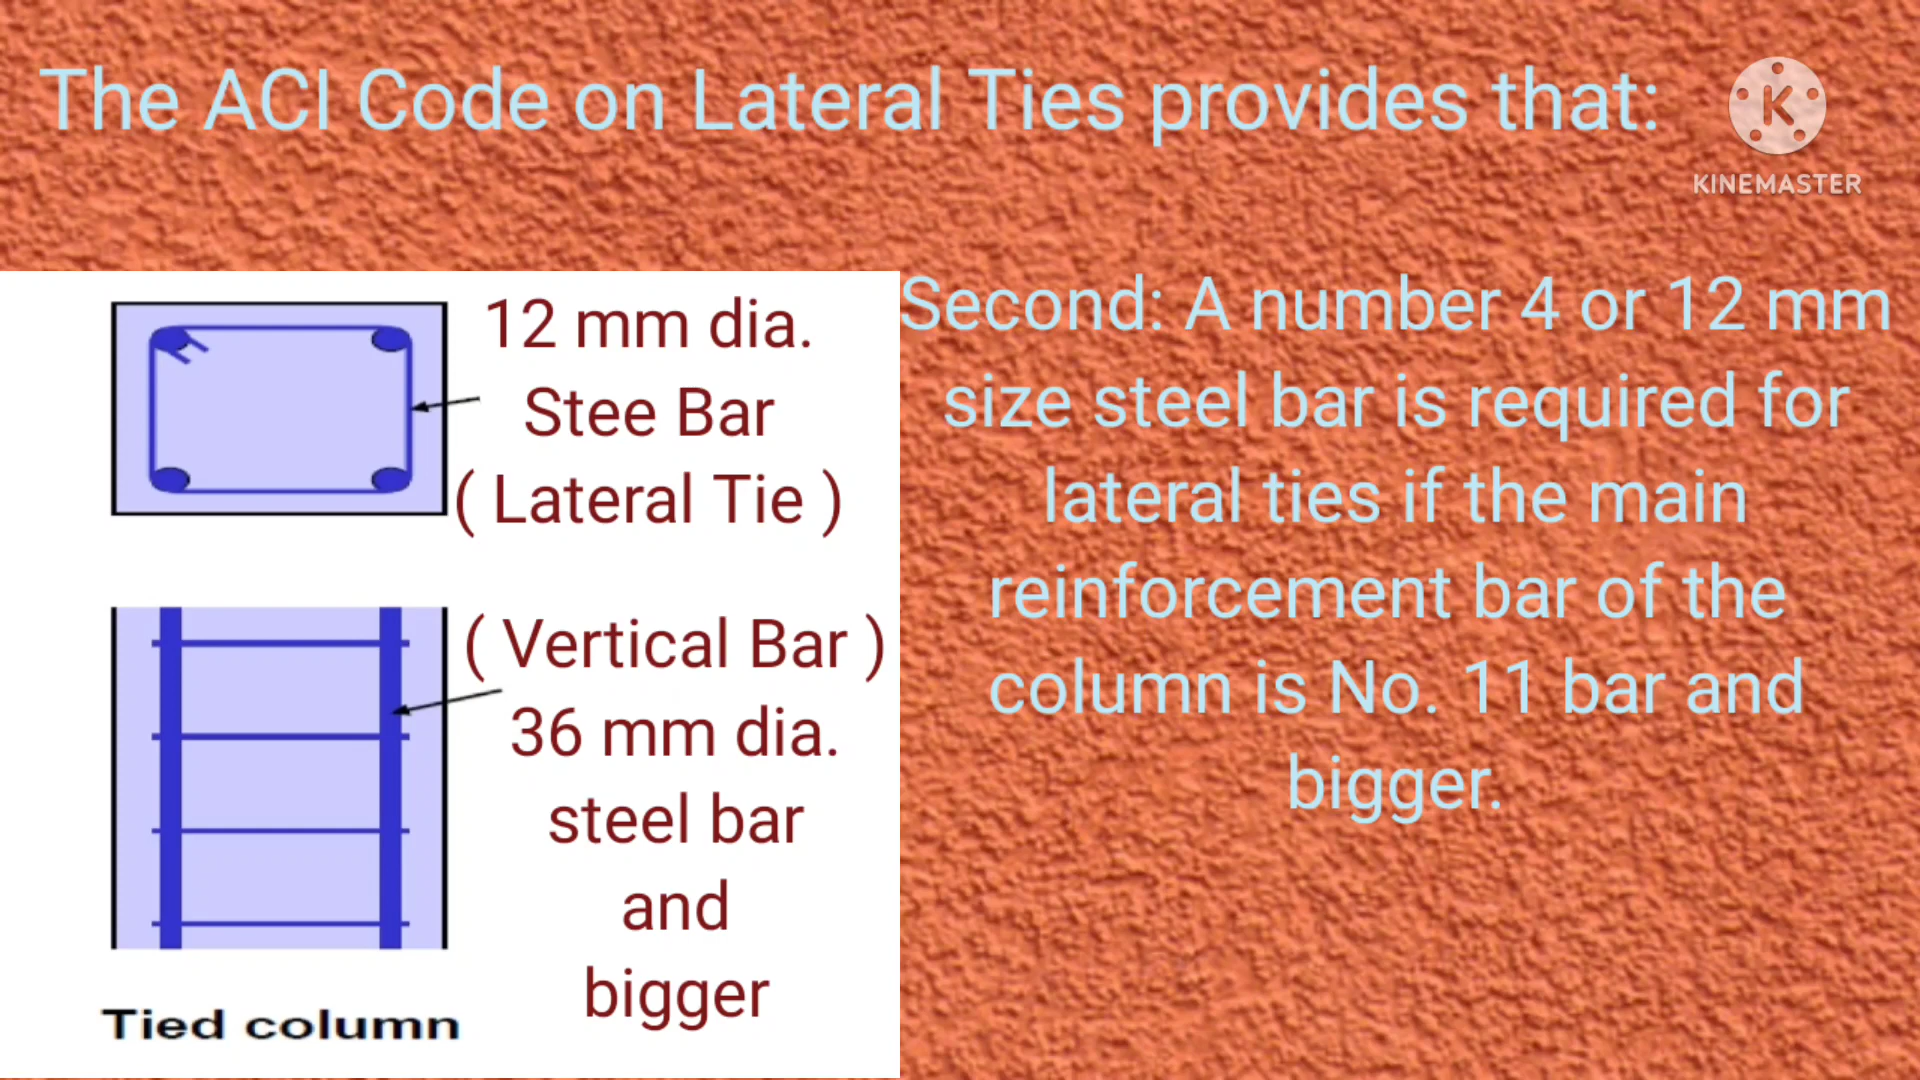 The ACI Code on Lateral Ties provides that:
KINEMASTER
12 mm dia.
Stee Bar
( Lateral Tie )
( Vertical Bar )
36 mm dia.
steel bar
and
bigger
Tied column
Second: A number 4 or 12 mm
size steel bar is required for
lateral ties if the main
reinforcement bar of the
column is No. 11 bar and
bigger.